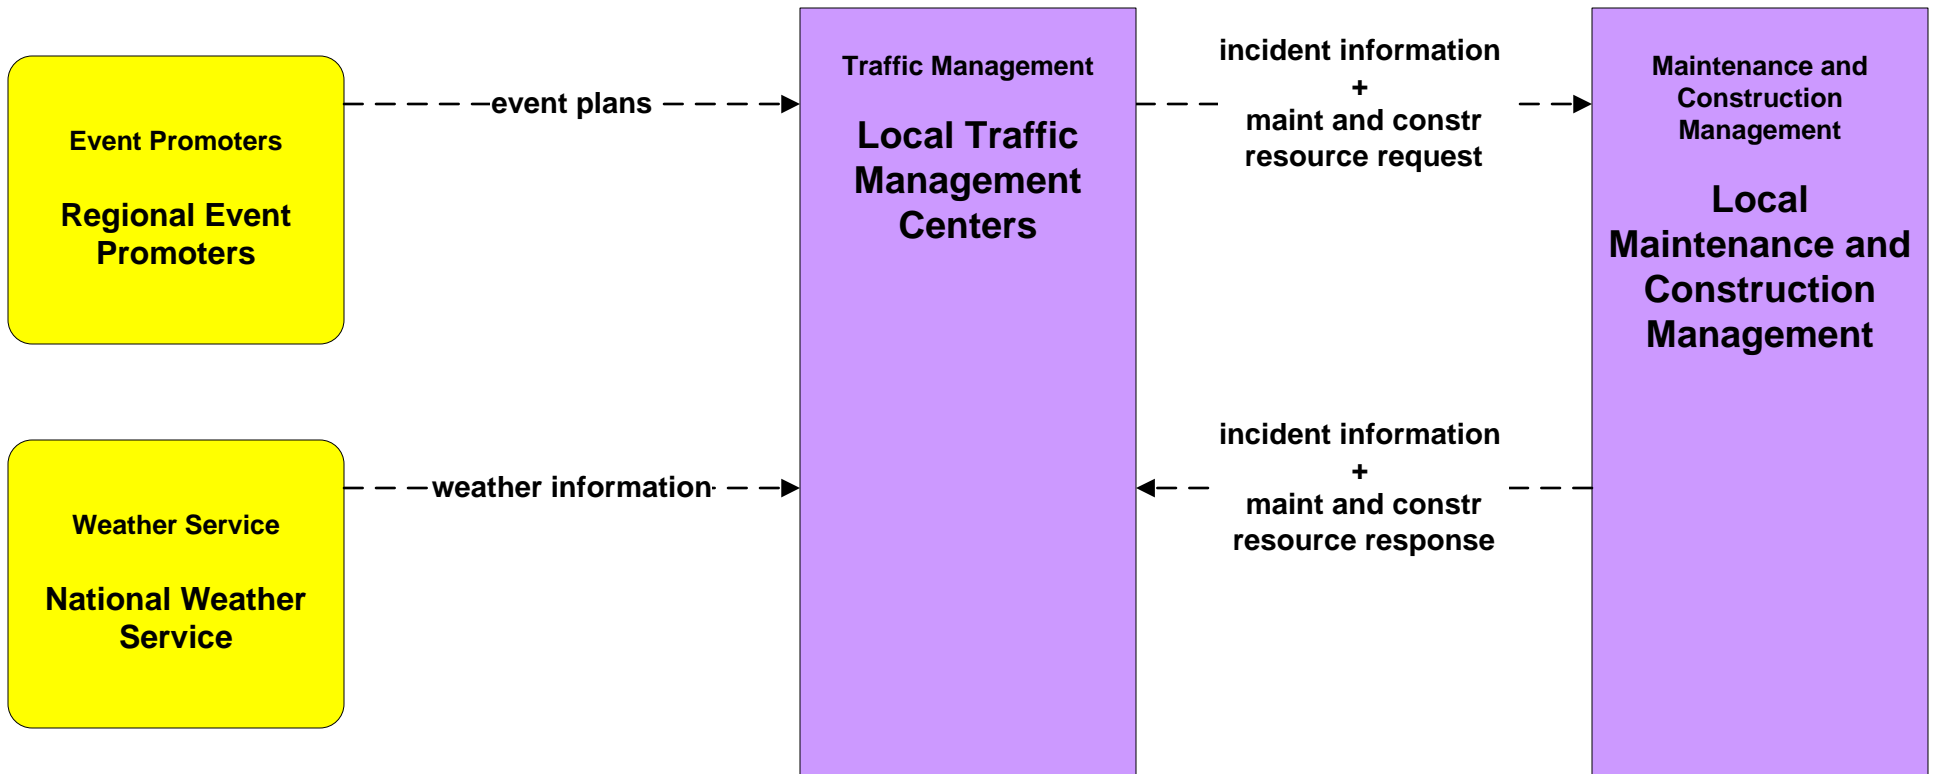 Event Promoters
Regional Event
Promoters
event plans
Traffic Management
Local Traffic
Management
Centers
incident information
+
maint and constr
resource request
Maintenance and
Construction
Management
Local
Maintenance and
Construction
Management
Weather Service
National Weather
Service
weather information
incident information
+
maint and constr
resource response